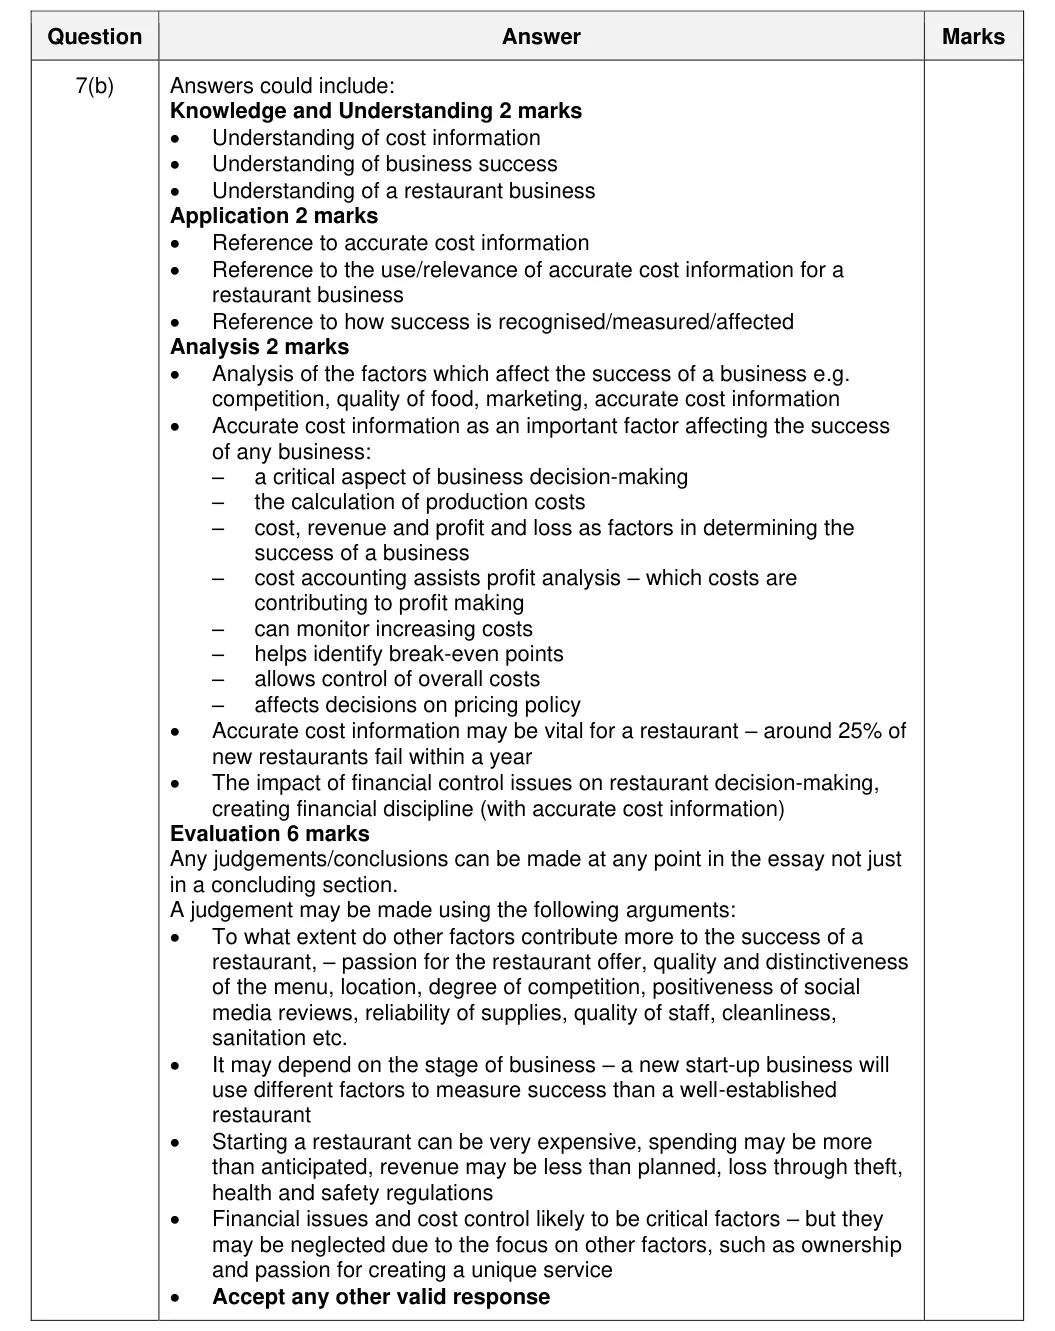 Question Answer Marks
7(b) Answers could include:
Knowledge and Understanding 2 marks
• Understanding of cost information
• Understanding of business success
• Understanding of a restaurant business
Application 2 marks
• Reference to accurate cost information
• Reference to the use/relevance of accurate cost information for a
restaurant business
• Reference to how success is recognised/measured/affected
Analysis 2 marks
• Analysis of the factors which affect the success of a business e.g.
competition, quality of food, marketing, accurate cost information
• Accurate cost information as an important factor affecting the success
of any business:
– a critical aspect of business decision-making
– the calculation of production costs
– cost, revenue and profit and loss as factors in determining the
success of a business
– cost accounting assists profit analysis – which costs are
contributing to profit making
– can monitor increasing costs
– helps identify break-even points
– allows control of overall costs
– affects decisions on pricing policy
• Accurate cost information may be vital for a restaurant – around 25% of
new restaurants fail within a year
• The impact of financial control issues on restaurant decision-making,
creating financial discipline (with accurate cost information)
Evaluation 6 marks
Any judgements/conclusions can be made at any point in the essay not just
in a concluding section.
A judgement may be made using the following arguments:
• To what extent do other factors contribute more to the success of a
restaurant, – passion for the restaurant offer, quality and distinctiveness
of the menu, location, degree of competition, positiveness of social
media reviews, reliability of supplies, quality of staff, cleanliness,
sanitation etc.
• It may depend on the stage of business – a new start-up business will
use different factors to measure success than a well-established
restaurant
• Starting a restaurant can be very expensive, spending may be more
than anticipated, revenue may be less than planned, loss through theft,
health and safety regulations
• Financial issues and cost control likely to be critical factors – but they
may be neglected due to the focus on other factors, such as ownership
and passion for creating a unique service
• Accept any other valid response